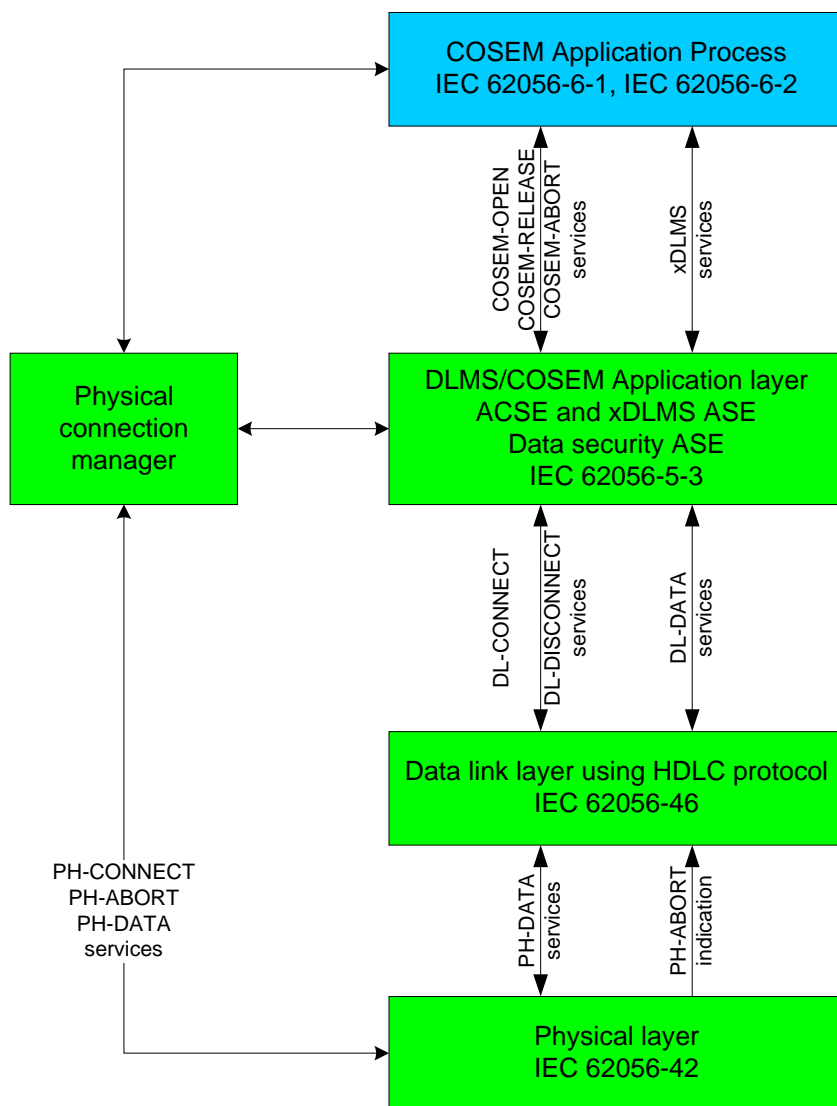 COSEM Application Process
IEC 62056-6-1, IEC 62056-6-2
COSEM-OPEN
COSEM-RELEASE
COSEM-ABORT
services
xDLMS
services
Physical
connection
manager
DLMS/COSEM Application layer
ACSE and xDLMS ASE
Data security ASE
IEC 62056-5-3
DL-CONNECT
DL-DISCONNECT
services
DL-DATA
services
Data link layer using HDLC protocol
IEC 62056-46
PH-CONNECT
PH-ABORT
PH-DATA
services
PH-DATA
services
PH-ABORT
indication
Physical layer
IEC 62056-42